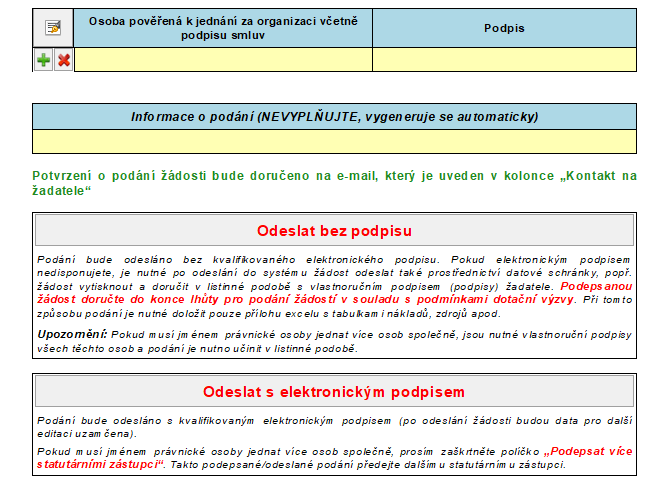 Osoba pověřená k jednání za organizaci včetně
podpisu smluv
Podpis
Informace o podání (NEVYPLŇUJTE, vygeneruje se automaticky)
Potvrzení o podání žádosti bude doručeno na e-mail, který je uveden v kolonce „Kontakt na
žadatele“
Odeslat bez podpisu
Podání bude odesláno bez kvalifikovaného elektronického podpisu. Pokud elektronickým podpisem
nedisponujete, je nutné po odeslání do systému žádost odeslat také prostřednictví datové schránky, popř.
žádost vytisknout a doručit v listinné podobě s vlastnoručním podpisem (podpisy) žadatele. Podepsanou
žádost doručte do konce lhůty pro podání žádostí v souladu s podmínkami dotační výzvy. Při tomto
způsobu podání je nutné doložit pouze přílohu excelu s tabulkami nákladů, zdrojů apod.
Upozornění: Pokud musí jménem právnické osoby jednat více osob společně, jsou nutné vlastnoruční podpisy
všech těchto osob a podání je nutno učinit v listinné podobě.
Odeslat s elektronickým podpisem
Podání bude odesláno s kvalifikovaným elektronickým podpisem (po odeslání žádosti budou data pro další
editaci uzamčena).
Pokud musí jménem právnické osoby jednat více osob společně, prosím zaškrtněte políčko „Podepsat více
statutárními zástupci“. Takto podepsané/odeslané podání předejte dalšímu statutárnímu zástupci.